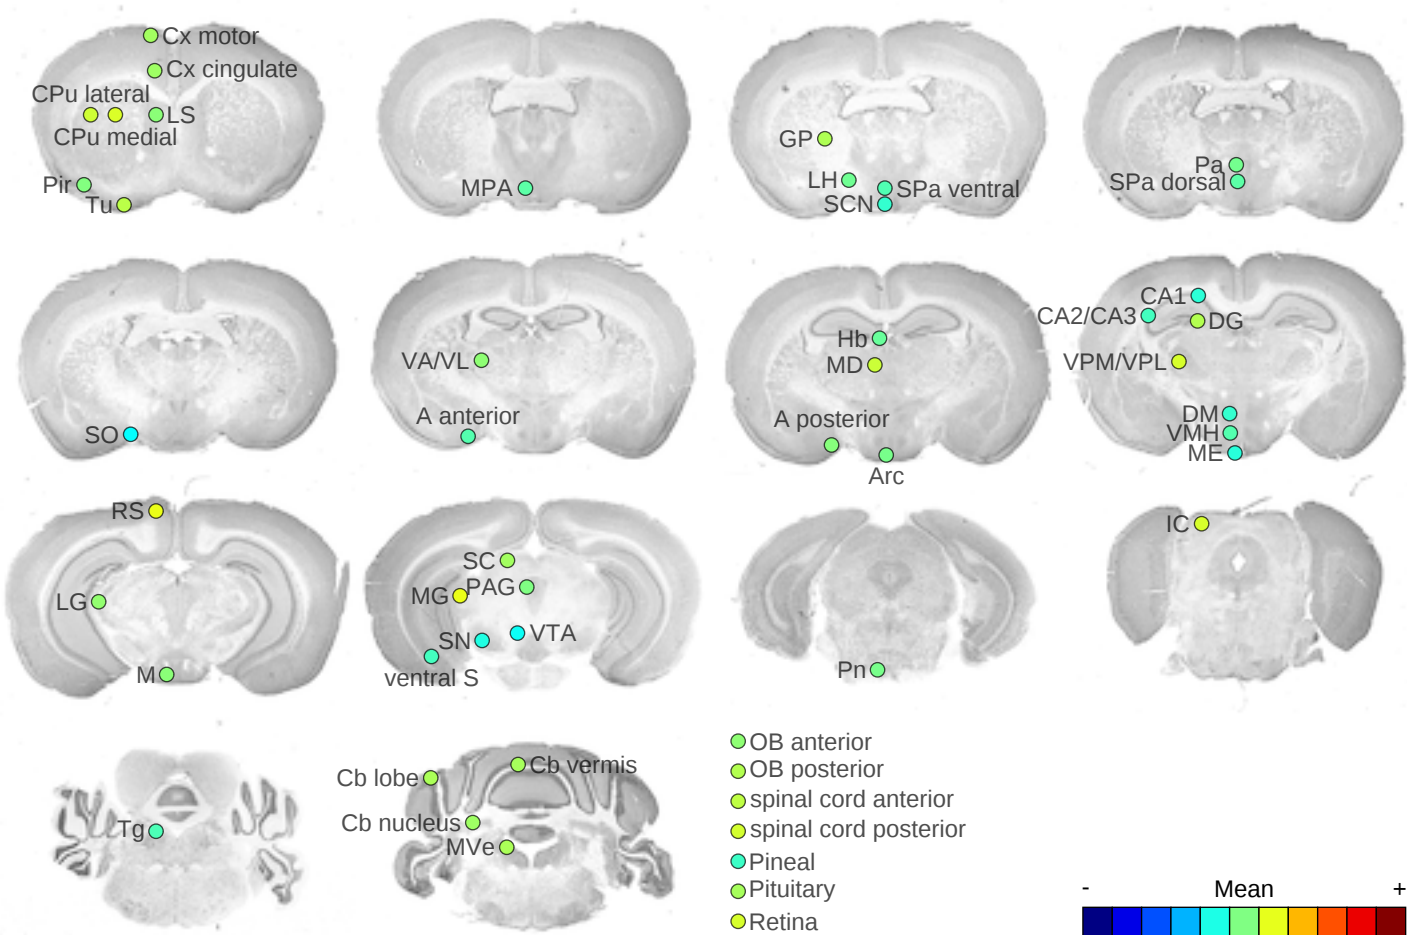 Cx motor
Cx cingulate
CPu lateral
LS
CPu medial
Pir
Tu
MPA
GP
LH
SPa ventral
SCN
Pa
SPa dorsal
SO
VA/VL
A anterior
Hb
MD
A posterior
Arc
CA1
CA2/CA3
DG
VPM/VPL
DM
VMH
ME
RS
LG
M
SC
PAG
MG
SN
VTA
ventral S
Pn
IC
Tg
Cb lobe
Cb vermis
Cb nucleus
MVe
OB anterior
OB posterior
spinal cord anterior
spinal cord posterior
Pineal
Pituitary
Retina
- Mean +